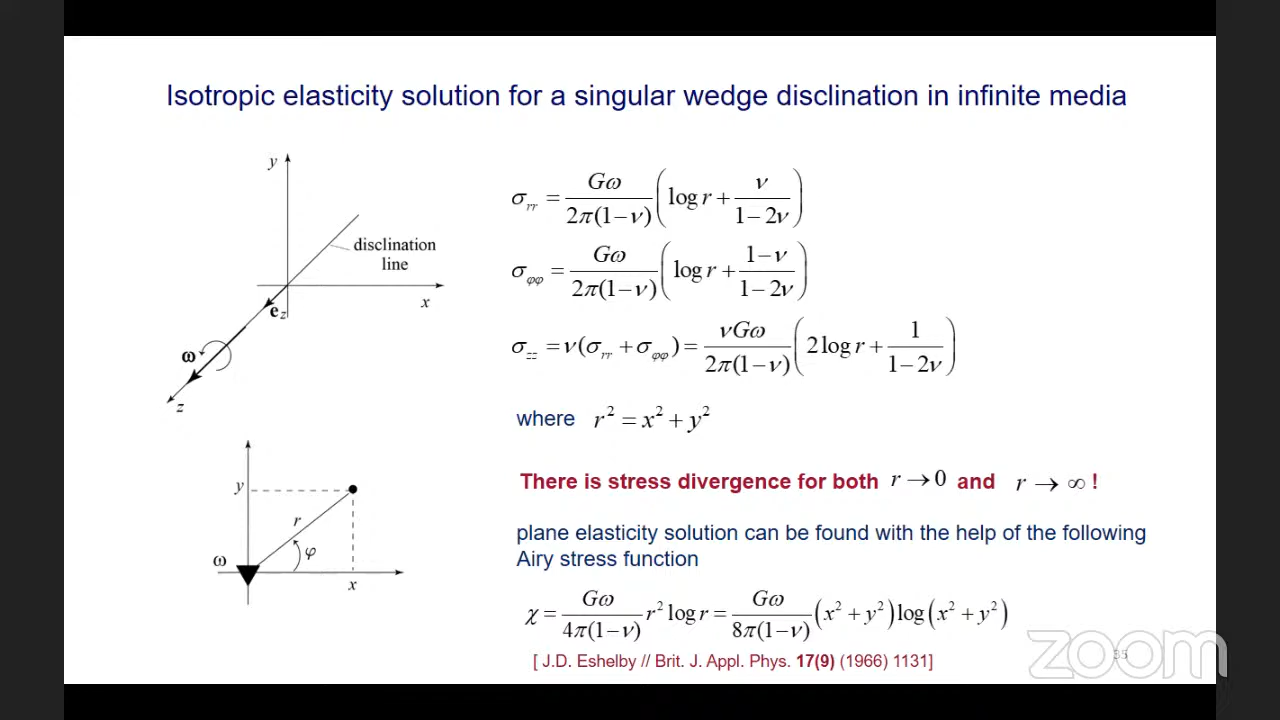 Isotropic elasticity solution for a singular wedge disclination in infinite media
y
disclination
line
x
e_z
ω
z
y
r
φ
ω
x
σ_rr = Gω / 2π(1−ν) (log r + ν / 1−2ν)
σ_φφ = Gω / 2π(1−ν) (log r + 1−ν / 1−2ν)
σ_zz = ν(σ_rr + σ_φφ) = νGω / 2π(1−ν) (2 log r + 1 / 1−2ν)
where r² = x² + y²
There is stress divergence for both r → 0 and r → ∞ !
plane elasticity solution can be found with the help of the following
Airy stress function
χ = Gω / 4π(1−ν) r² log r = Gω / 8π(1−ν) (x² + y²) log (x² + y²)
[ J.D. Eshelby // Brit. J. Appl. Phys. 17(9) (1966) 1131]
35
zoom